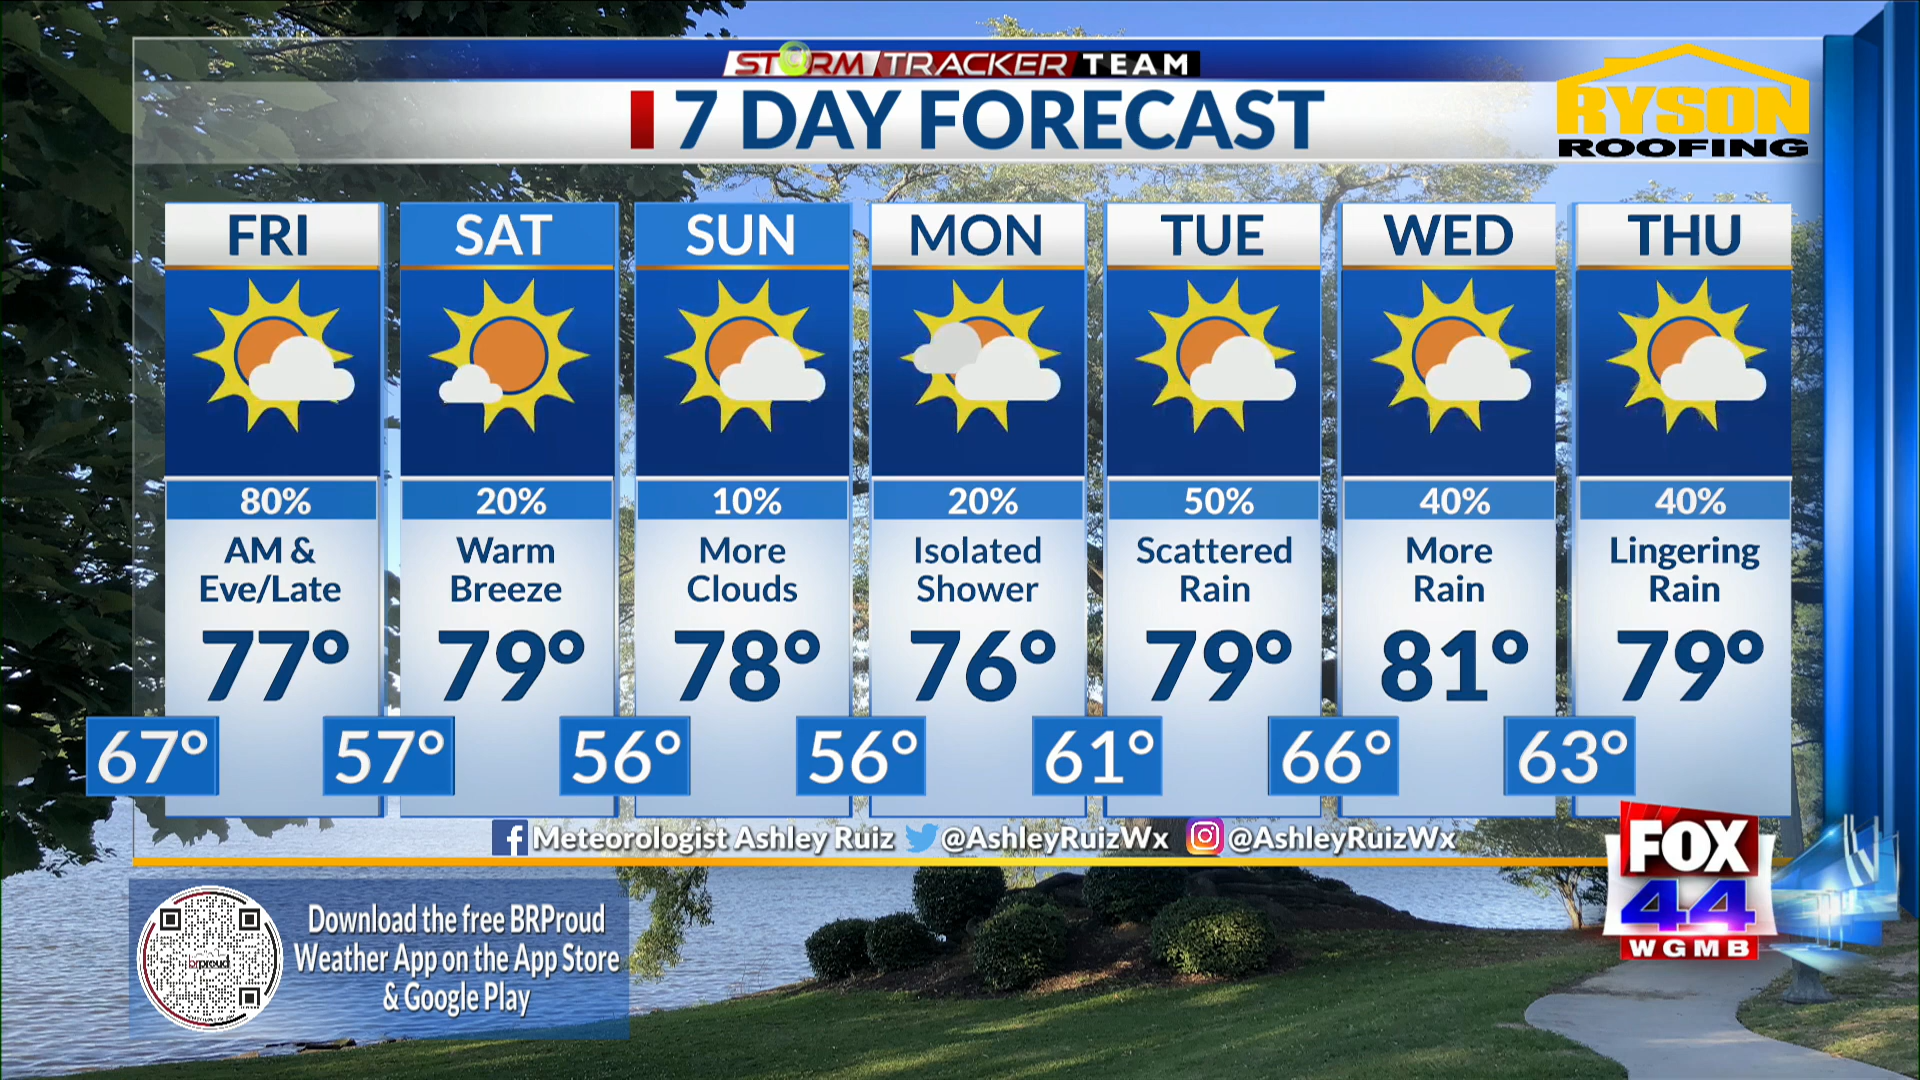 STORM TRACKER TEAM
7 DAY FORECAST
RYSON
ROOFING
FRI
SAT
SUN
MON
TUE
WED
THU
80%
20%
10%
20%
50%
40%
40%
AM &
Eve/Late
Warm
Breeze
More
Clouds
Isolated
Shower
Scattered
Rain
More
Rain
Lingering
Rain
77°
79°
78°
76°
79°
81°
79°
67°
57°
56°
56°
61°
66°
63°
Meteorologist Ashley Ruiz @AshleyRuizWx @AshleyRuizWx
FOX
44
WGMB
brproud
Download the free BRProud
Weather App on the App Store
& Google Play